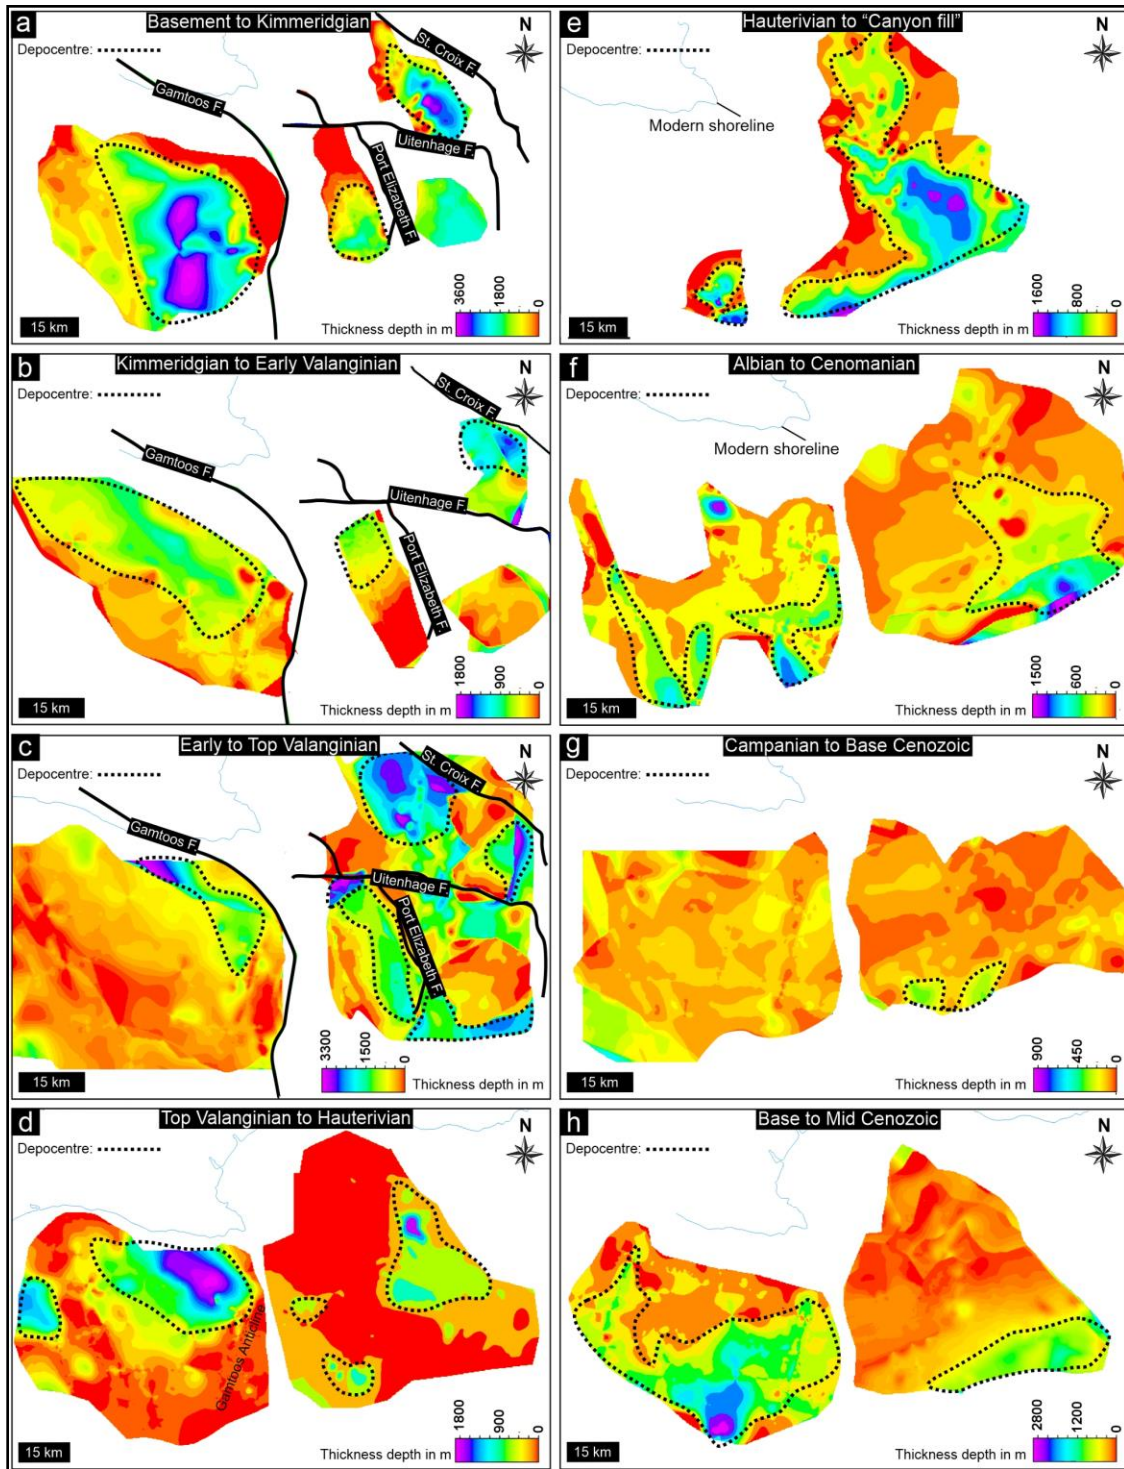 a
Basement to Kimmeridgian
N
Depocentre:
St. Croix F.
Gamtoos F.
Uitenhage F.
Port Elizabeth F.
3600
1800
0
15 km
Thickness depth in m
b
Kimmeridgian to Early Valanginian
N
Depocentre:
St. Croix F.
Gamtoos F.
Uitenhage F.
Port Elizabeth F.
1800
900
0
15 km
Thickness depth in m
c
Early to Top Valanginian
N
Depocentre:
St. Croix F.
Gamtoos F.
Uitenhage F.
Port Elizabeth F.
3300
1500
0
15 km
Thickness depth in m
d
Top Valanginian to Hauterivian
N
Depocentre:
Gamtoos Anticline
1800
900
0
15 km
Thickness depth in m
e
Hauterivian to “Canyon fill”
N
Depocentre:
Modern shoreline
1600
800
0
15 km
Thickness depth in m
f
Albian to Cenomanian
N
Depocentre:
Modern shoreline
1500
600
0
15 km
Thickness depth in m
g
Campanian to Base Cenozoic
N
Depocentre:
900
450
0
15 km
Thickness depth in m
h
Base to Mid Cenozoic
N
Depocentre:
2800
1200
0
15 km
Thickness depth in m